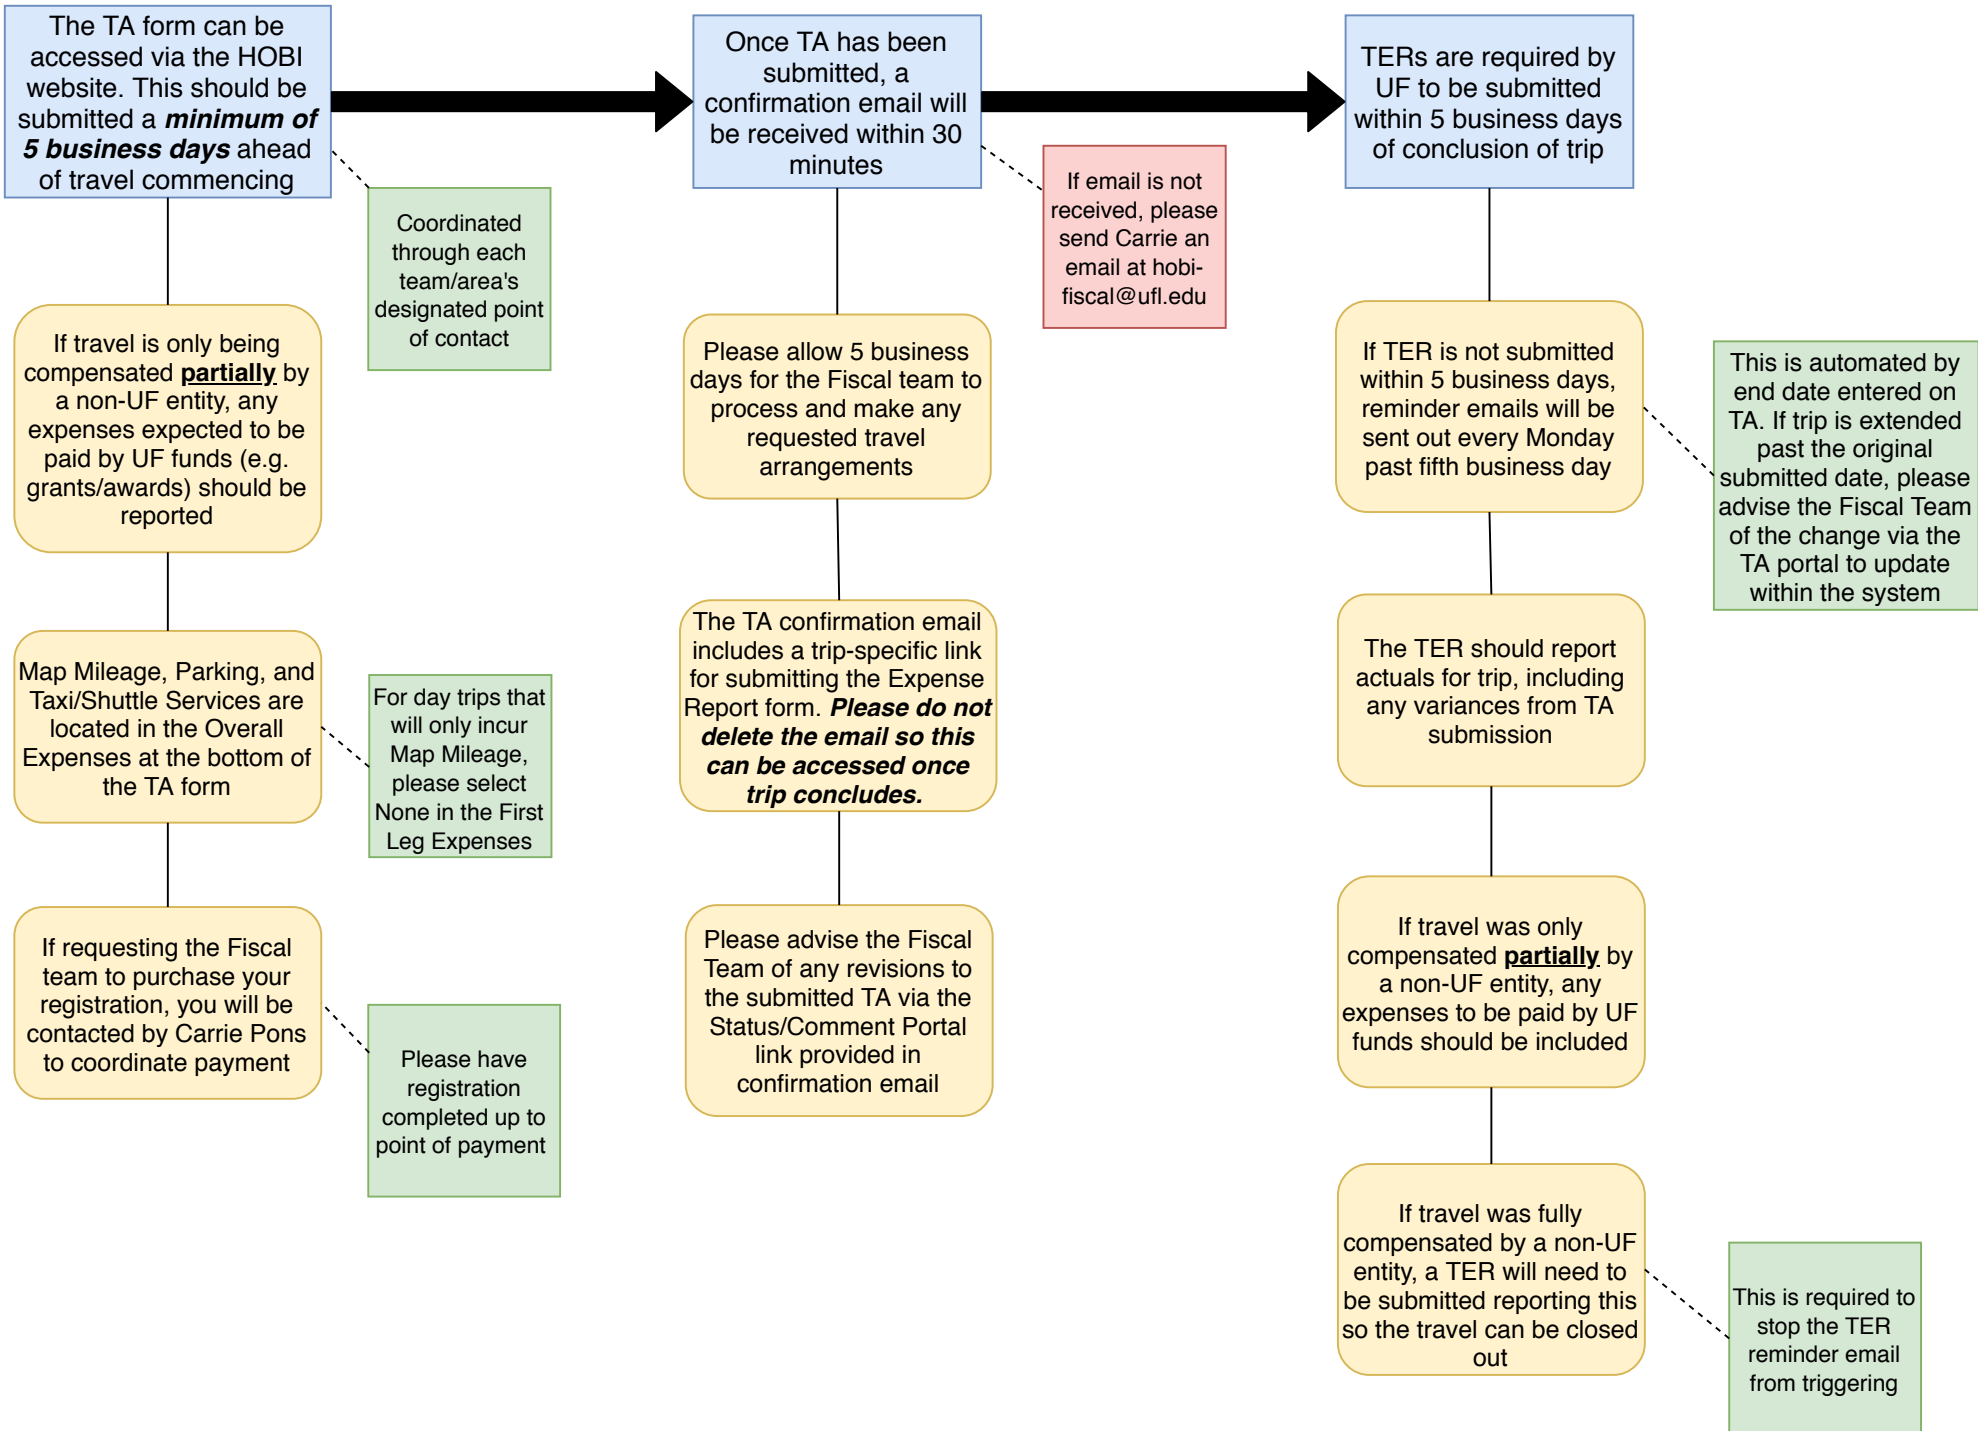 The TA form can be
accessed via the HOBI
website. This should be
submitted a minimum of
5 business days ahead
of travel commencing
Coordinated
through each
team/area's
designated point
of contact
If travel is only being
compensated partially by
a non-UF entity, any
expenses expected to be
paid by UF funds (e.g.
grants/awards) should be
reported
Map Mileage, Parking, and
Taxi/Shuttle Services are
located in the Overall
Expenses at the bottom of
the TA form
For day trips that
will only incur
Map Mileage,
please select
None in the First
Leg Expenses
If requesting the Fiscal
team to purchase your
registration, you will be
contacted by Carrie Pons
to coordinate payment
Please have
registration
completed up to
point of payment
Once TA has been
submitted, a
confirmation email will
be received within 30
minutes
If email is not
received, please
send Carrie an
email at hobi-
fiscal@ufl.edu
Please allow 5 business
days for the Fiscal team to
process and make any
requested travel
arrangements
The TA confirmation email
includes a trip-specific link
for submitting the Expense
Report form. Please do not
delete the email so this
can be accessed once
trip concludes.
Please advise the Fiscal
Team of any revisions to
the submitted TA via the
Status/Comment Portal
link provided in
confirmation email
TERs are required by
UF to be submitted
within 5 business days
of conclusion of trip
If TER is not submitted
within 5 business days,
reminder emails will be
sent out every Monday
past fifth business day
This is automated by
end date entered on
TA. If trip is extended
past the original
submitted date, please
advise the Fiscal Team
of the change via the
TA portal to update
within the system
The TER should report
actuals for trip, including
any variances from TA
submission
If travel was only
compensated partially by
a non-UF entity, any
expenses to be paid by UF
funds should be included
If travel was fully
compensated by a non-UF
entity, a TER will need to
be submitted reporting this
so the travel can be closed
out
This is required to
stop the TER
reminder email
from triggering